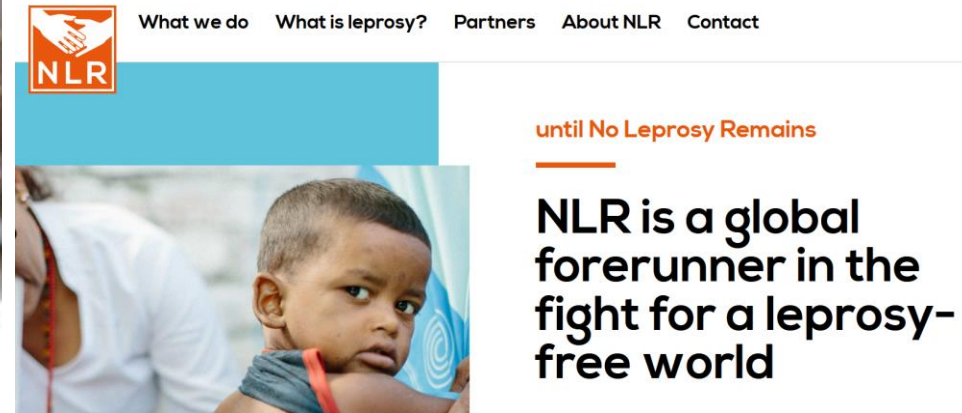 NLR
What we do What is leprosy? Partners About NLR Contact
until No Leprosy Remains
NLR is a global
forerunner in the
fight for a leprosy-
free world